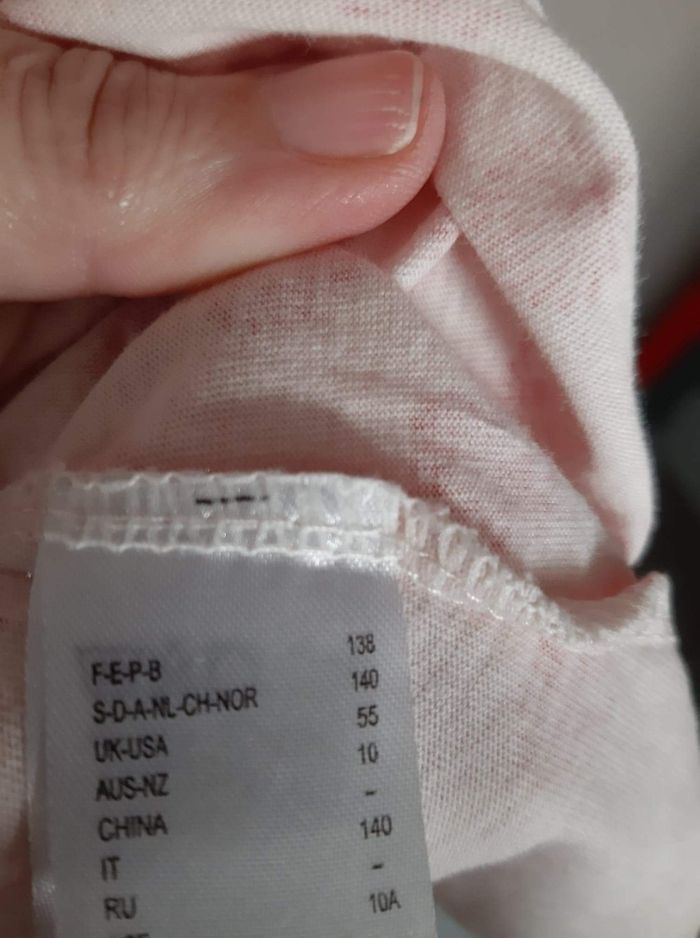 F-E-P-B 138
S-D-A-NL-CH-NOR 140
UK-USA 55
AUS-NZ 10
CHINA –
IT 140
RU –
10A